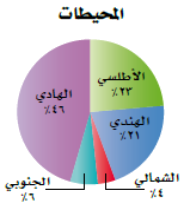 المحيطات
الأطلسي
٢٣٪
الهادي
٤٦٪
الهندي
٢١٪
الشمالي
٤٪
الجنوبي
٦٪